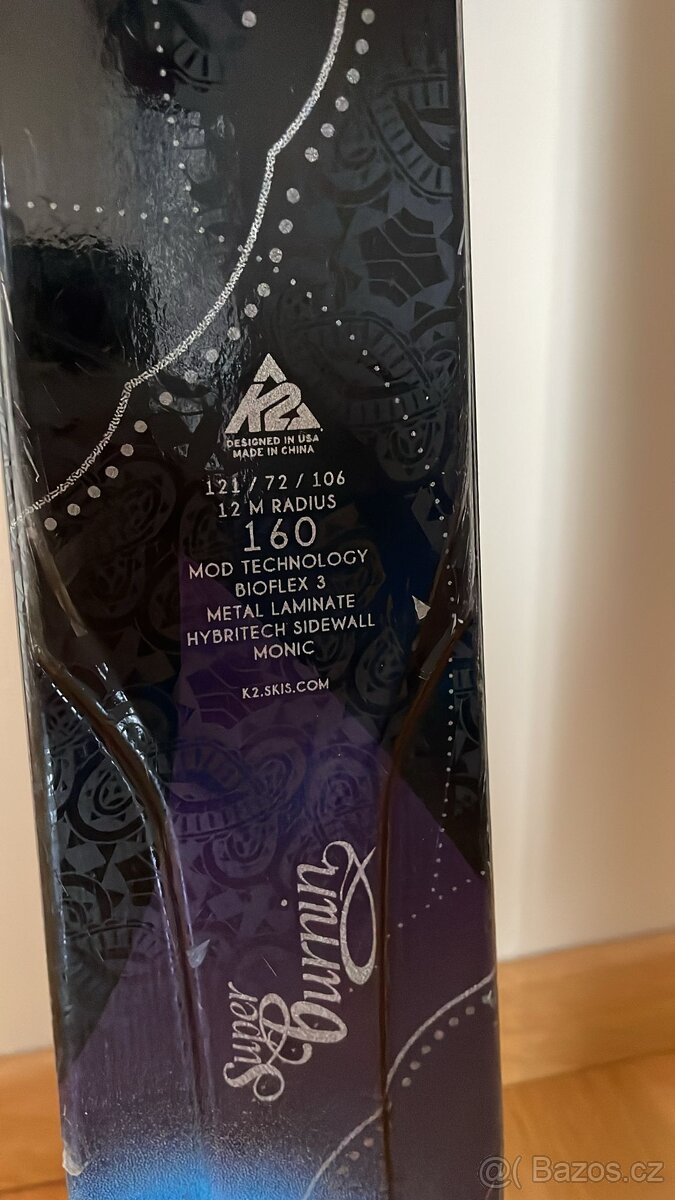 K2
DESIGNED IN USA
MADE IN CHINA
121 / 72 / 106
12 M RADIUS
160
MOD TECHNOLOGY
BIOFLEX 3
METAL LAMINATE
HYBRITECH SIDEWALL
MONIC
K2.SKIS.COM
Super
burnin
@( Bazos.cz